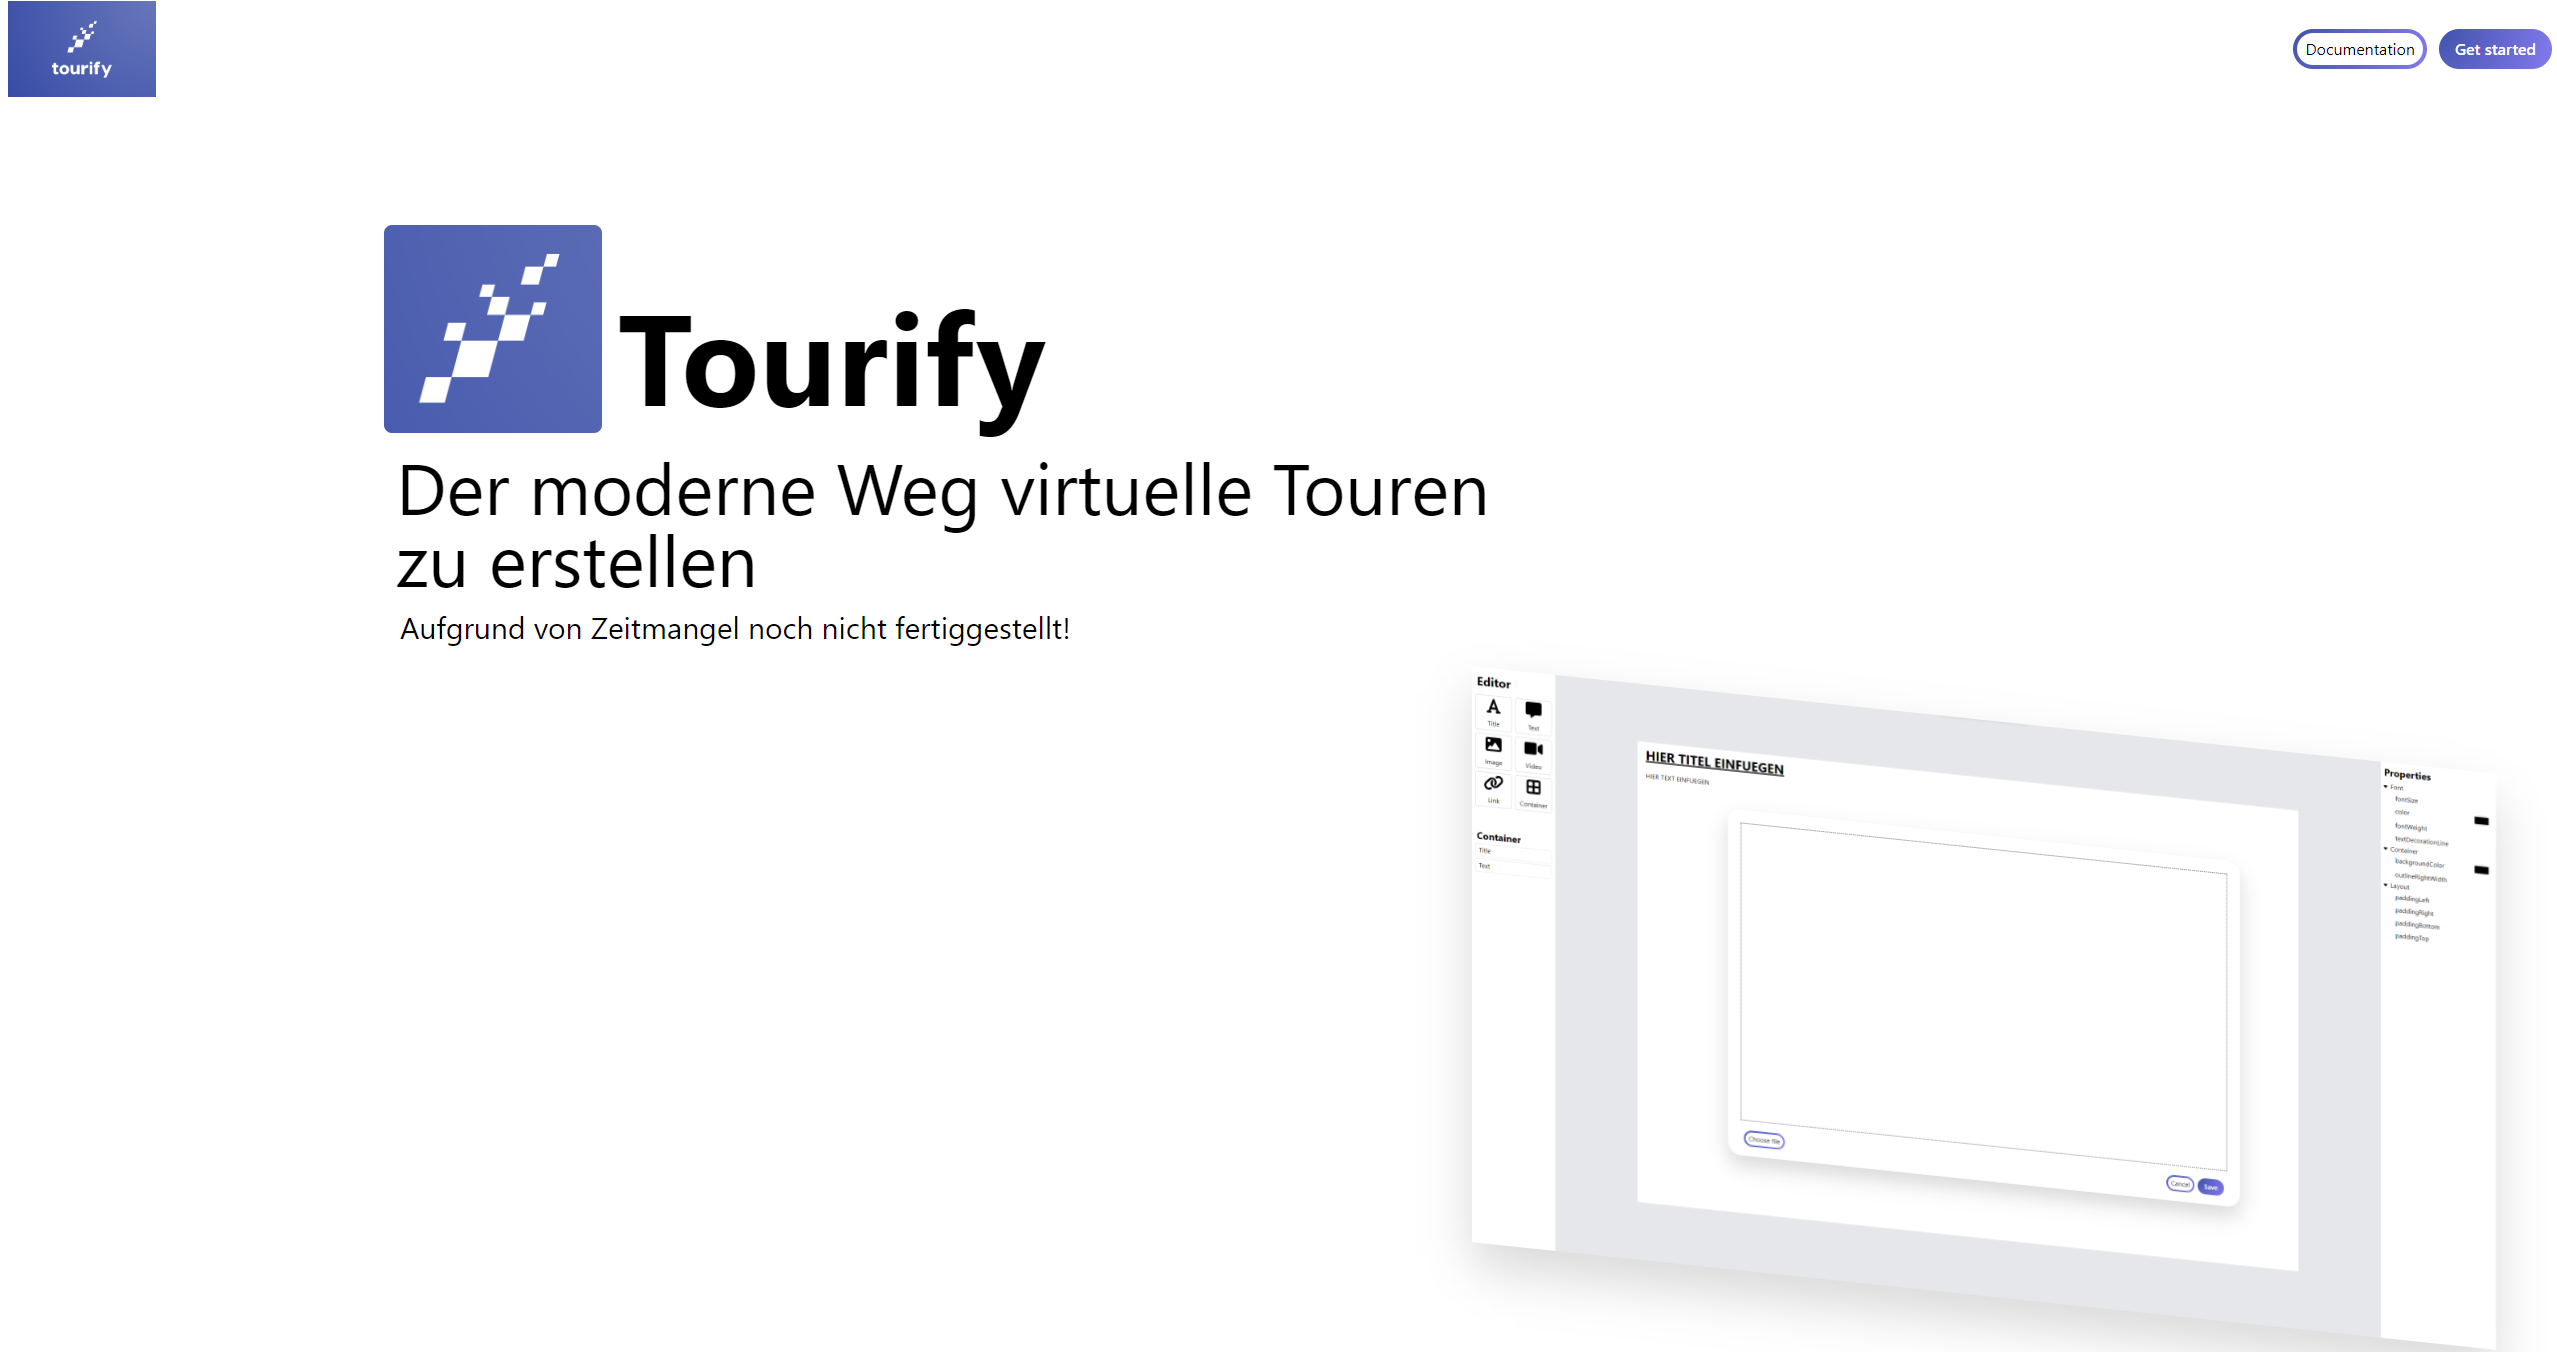 tourify
Documentation
Get started
Tourify
Der moderne Weg virtuelle Touren
zu erstellen
Aufgrund von Zeitmangel noch nicht fertiggestellt!
Editor
Title
Text
Image
Video
Link
Container
Container
Title
Text
HIER TITEL EINFUEGEN
HIER TEXT EINFUEGEN
Choose file
Cancel
Save
Properties
Font
fontSize
color
fontWeight
textDecorationLine
Container
backgroundColor
outlineRightWidth
Layout
paddingLeft
paddingRight
paddingBottom
paddingTop